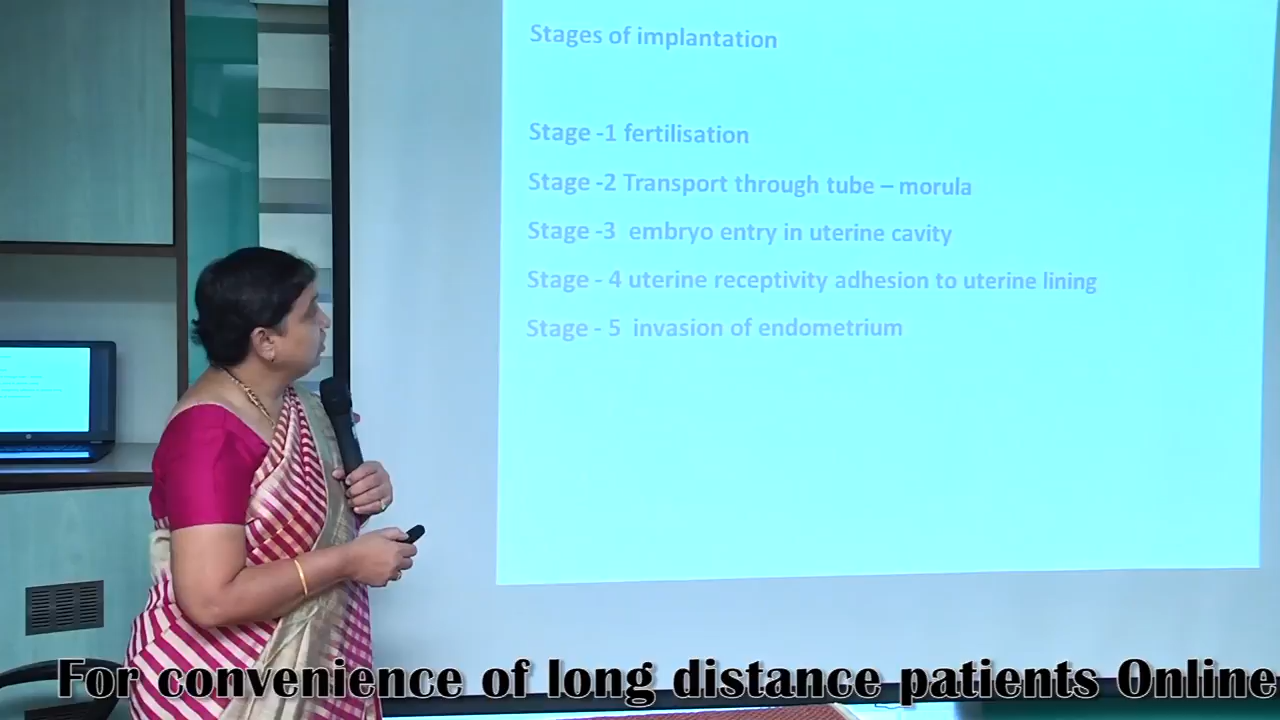 Stages of implantation
Stage -1 fertilisation
Stage -2 Transport through tube – morula
Stage -3 embryo entry in uterine cavity
Stage - 4 uterine receptivity adhesion to uterine lining
Stage - 5 invasion of endometrium
For convenience of long distance patients Online